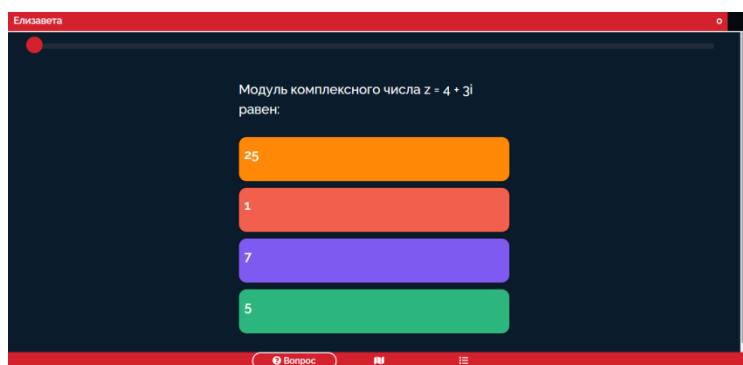 Елизавета
0
Модуль комплексного числа z = 4 + 3i
равен:
25
1
7
5
Вопрос